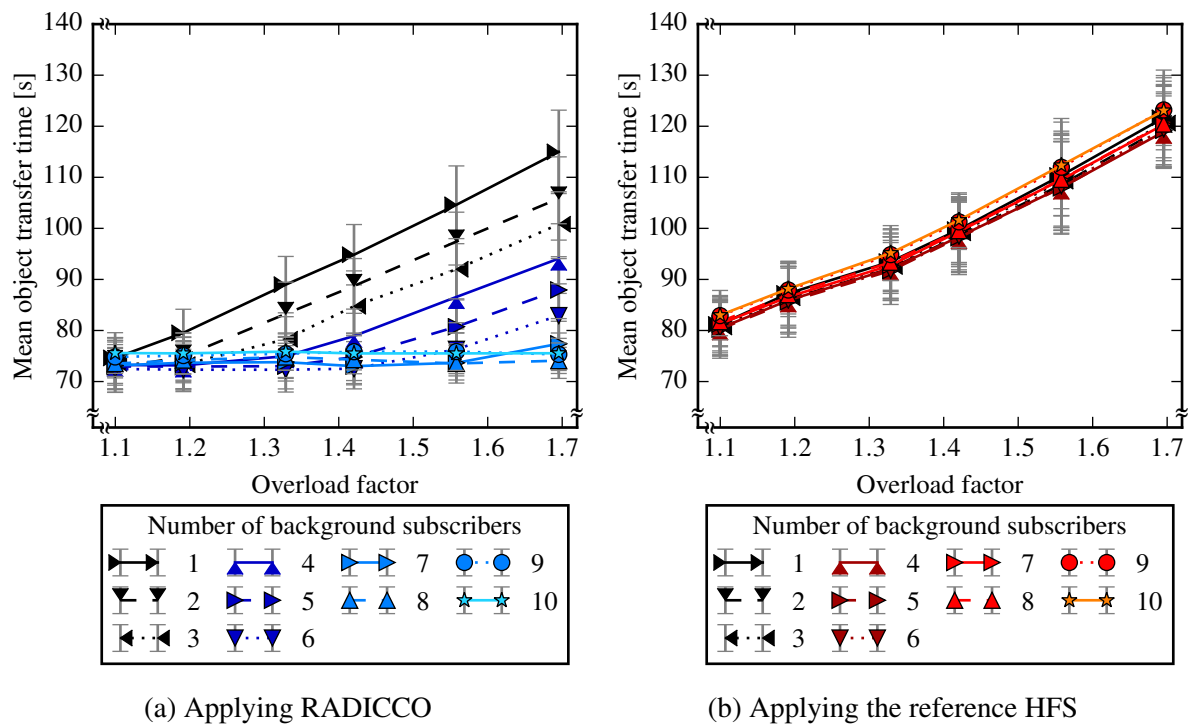 140
130
120
110
100
90
80
70
Mean object transfer time [s]
1.1 1.2 1.3 1.4 1.5 1.6 1.7
Overload factor
Number of background subscribers
1 4 7 9
2 5 8 10
3 6
(a) Applying RADICCO
140
130
120
110
100
90
80
70
Mean object transfer time [s]
1.1 1.2 1.3 1.4 1.5 1.6 1.7
Overload factor
Number of background subscribers
1 4 7 9
2 5 8 10
3 6
(b) Applying the reference HFS